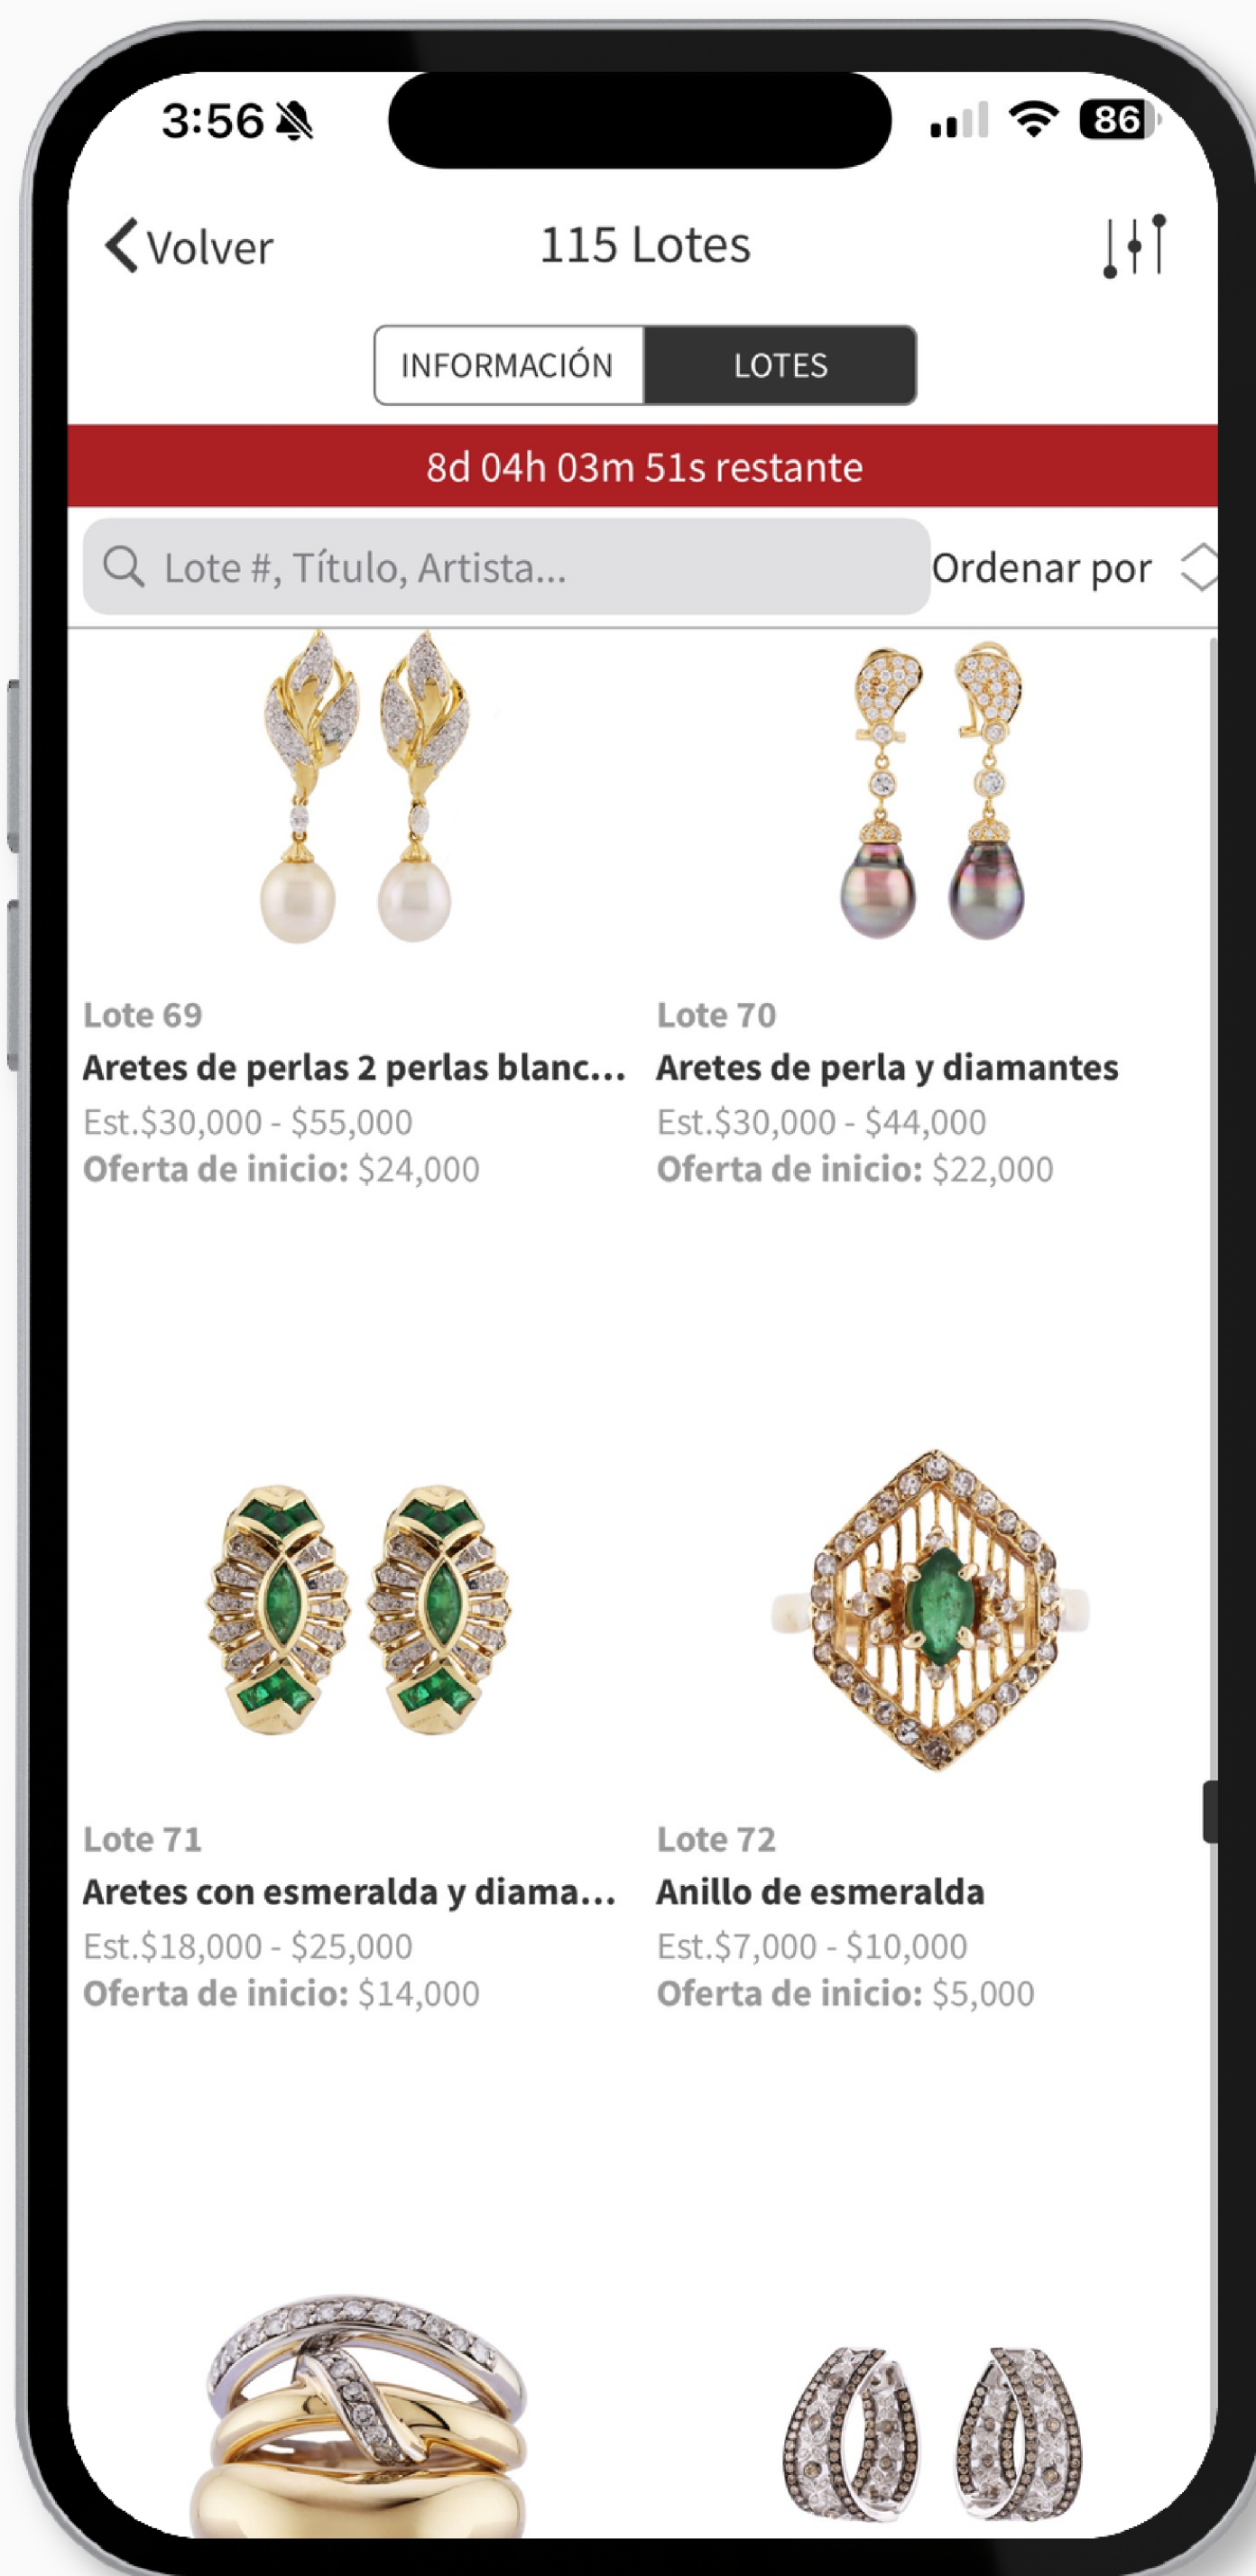 3:56
86
Volver
115 Lotes
INFORMACIÓN
LOTES
8d 04h 03m 51s restante
Lote #, Título, Artista...
Ordenar por
Lote 69
Aretes de perlas 2 perlas blanc...
Est.$30,000 - $55,000
Oferta de inicio: $24,000
Lote 70
Aretes de perla y diamantes
Est.$30,000 - $44,000
Oferta de inicio: $22,000
Lote 71
Aretes con esmeralda y diama...
Est.$18,000 - $25,000
Oferta de inicio: $14,000
Lote 72
Anillo de esmeralda
Est.$7,000 - $10,000
Oferta de inicio: $5,000